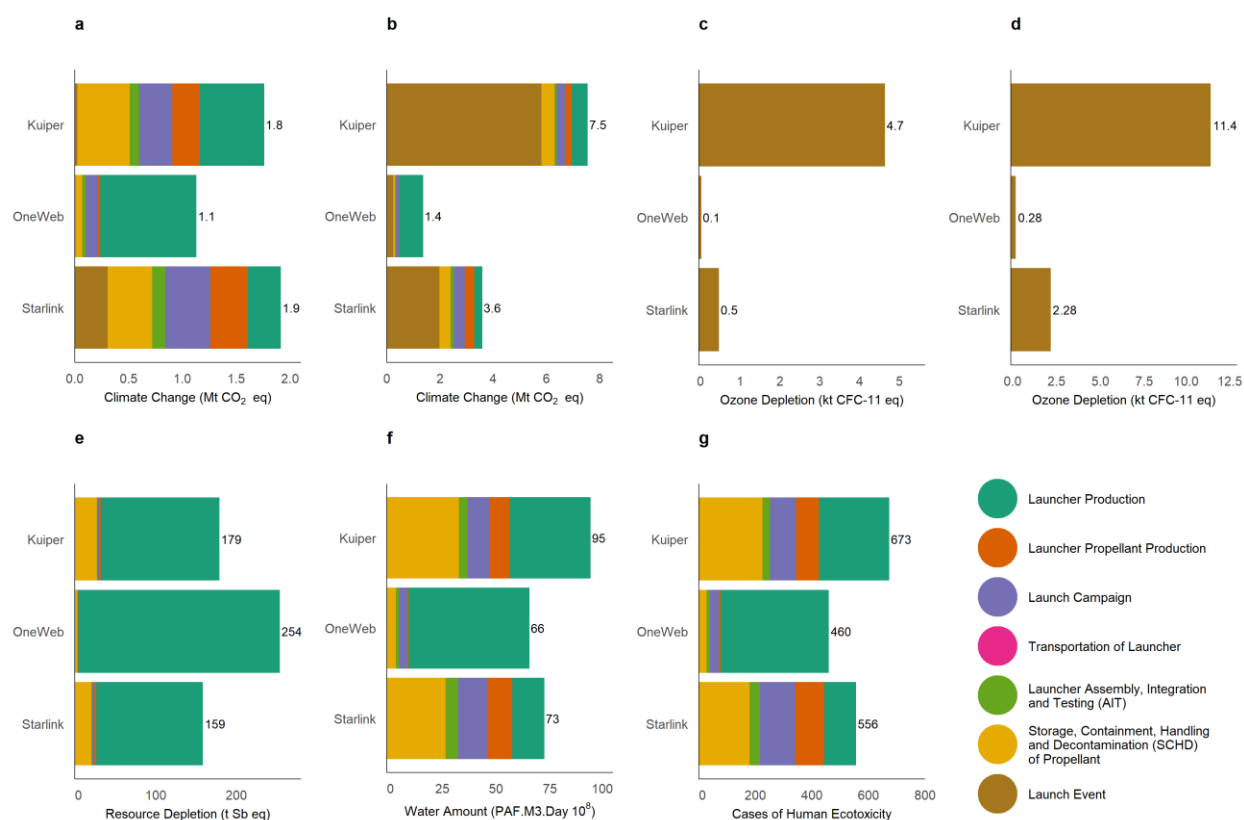 a
Kuiper
1.8
OneWeb
1.1
Starlink
1.9
0.0 0.5 1.0 1.5 2.0
Climate Change (Mt CO₂ eq)
b
Kuiper
7.5
OneWeb
1.4
Starlink
3.6
0 2 4 6 8
Climate Change (Mt CO₂ eq)
c
Kuiper
4.7
OneWeb
0.1
Starlink
0.5
0 1 2 3 4 5
Ozone Depletion (kt CFC-11 eq)
d
Kuiper
11.4
OneWeb
0.28
Starlink
2.28
0.0 2.5 5.0 7.5 10.0 12.5
Ozone Depletion (kt CFC-11 eq)
e
Kuiper
179
OneWeb
254
Starlink
159
0 100 200
Resource Depletion (t Sb eq)
f
Kuiper
95
OneWeb
66
Starlink
73
0 25 50 75 100
Water Amount (PAF.M3.Day 10⁸)
g
Kuiper
673
OneWeb
460
Starlink
556
0 200 400 600 800
Cases of Human Ecotoxicity
Launcher Production
Launcher Propellant Production
Launch Campaign
Transportation of Launcher
Launcher Assembly, Integration
and Testing (AIT)
Storage, Containment, Handling
and Decontamination (SCHD)
of Propellant
Launch Event